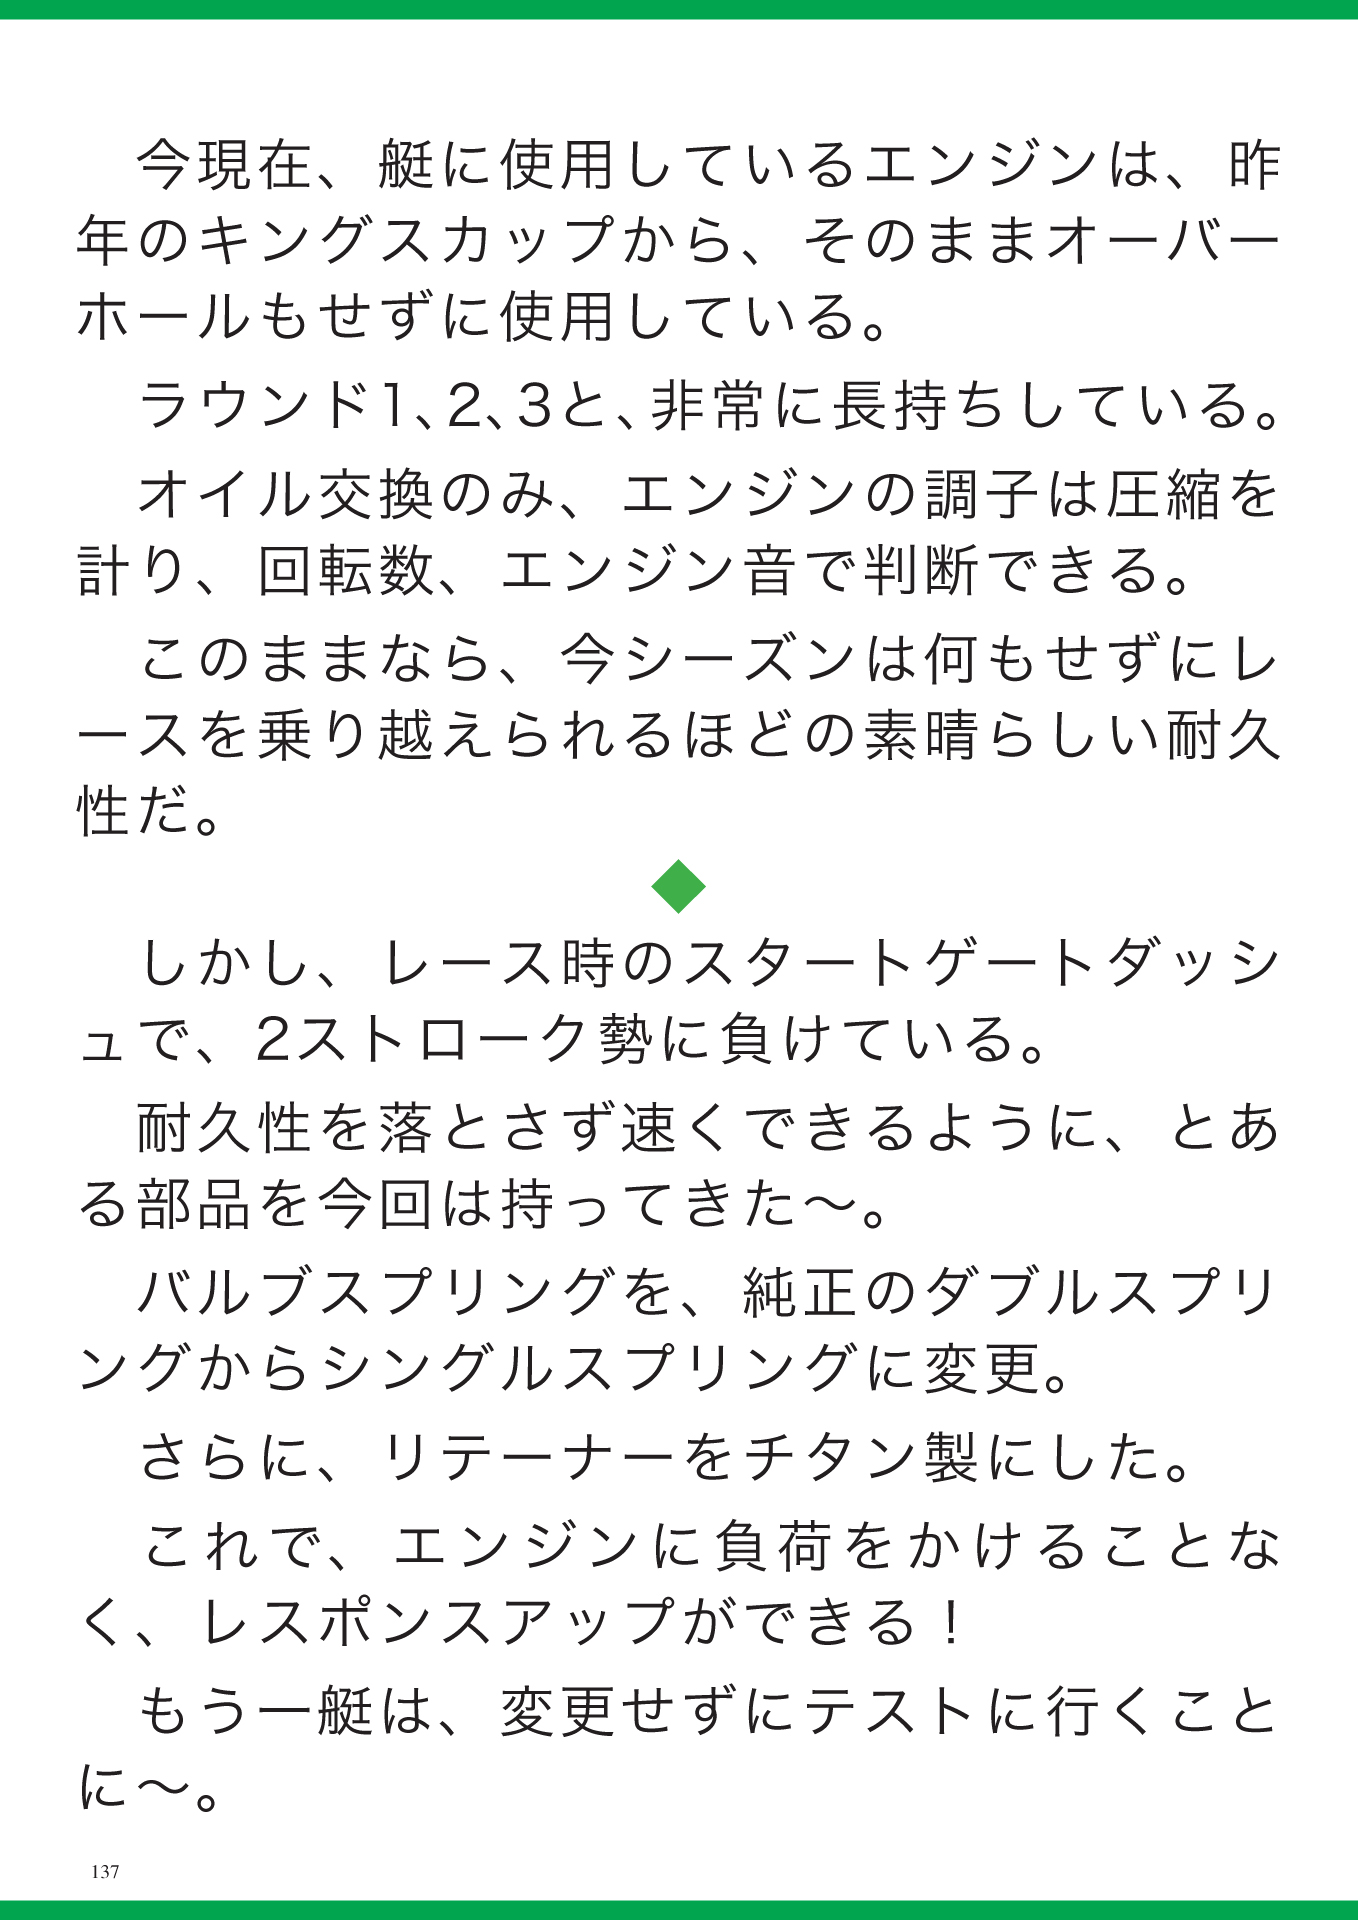 今現在、艇に使用しているエンジンは、昨
年のキングスカップから、そのままオーバー
ホールもせずに使用している。
ラウンド1、2、3と、非常に長持ちしている。
オイル交換のみ、エンジンの調子は圧縮を
計り、回転数、エンジン音で判断できる。
このままなら、今シーズンは何もせずにレ
ースを乗り越えられるほどの素晴らしい耐久
性だ。
しかし、レース時のスタートゲートダッシ
ュで、2ストローク勢に負けている。
耐久性を落とさず速くできるように、とあ
る部品を今回は持ってきた～。
バルブスプリングを、純正のダブルスプリ
ングからシングルスプリングに変更。
さらに、リテーナーをチタン製にした。
これで、エンジンに負荷をかけることな
く、レスポンスアップができる！
もう一艇は、変更せずにテストに行くこと
に～。
137